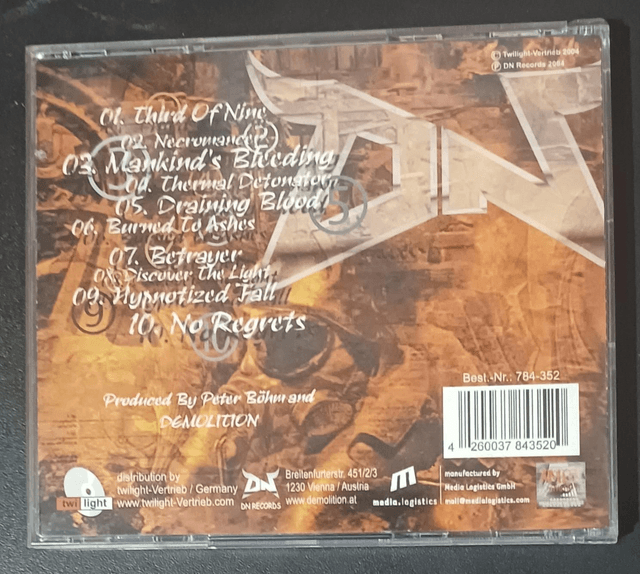 © Twilight-Vertrieb 2004
℗ DN Records 2004
DN
01. Third Of Nine
02. Necromancer
03. Mankind's Bleeding
04. Thermal Detonator
05. Draining Blood
06. Burned To Ashes
07. Betrayer
08. Discover The Light
09. Hypnotized Fall
10. No Regrets
Produced By Peter Böhm and
DEMOLITION
Best.-Nr.: 784-352
4 260037 843520
twilight
distribution by
twilight-Vertrieb / Germany
www.twilight-Vertrieb.com
DN
DN RECORDS
Breitenfurterstr. 451/2/3
1230 Vienna / Austria
www.demolition.at
m
media.logistics
manufactured by
Media Logistics GmbH
mail@medialogistics.com